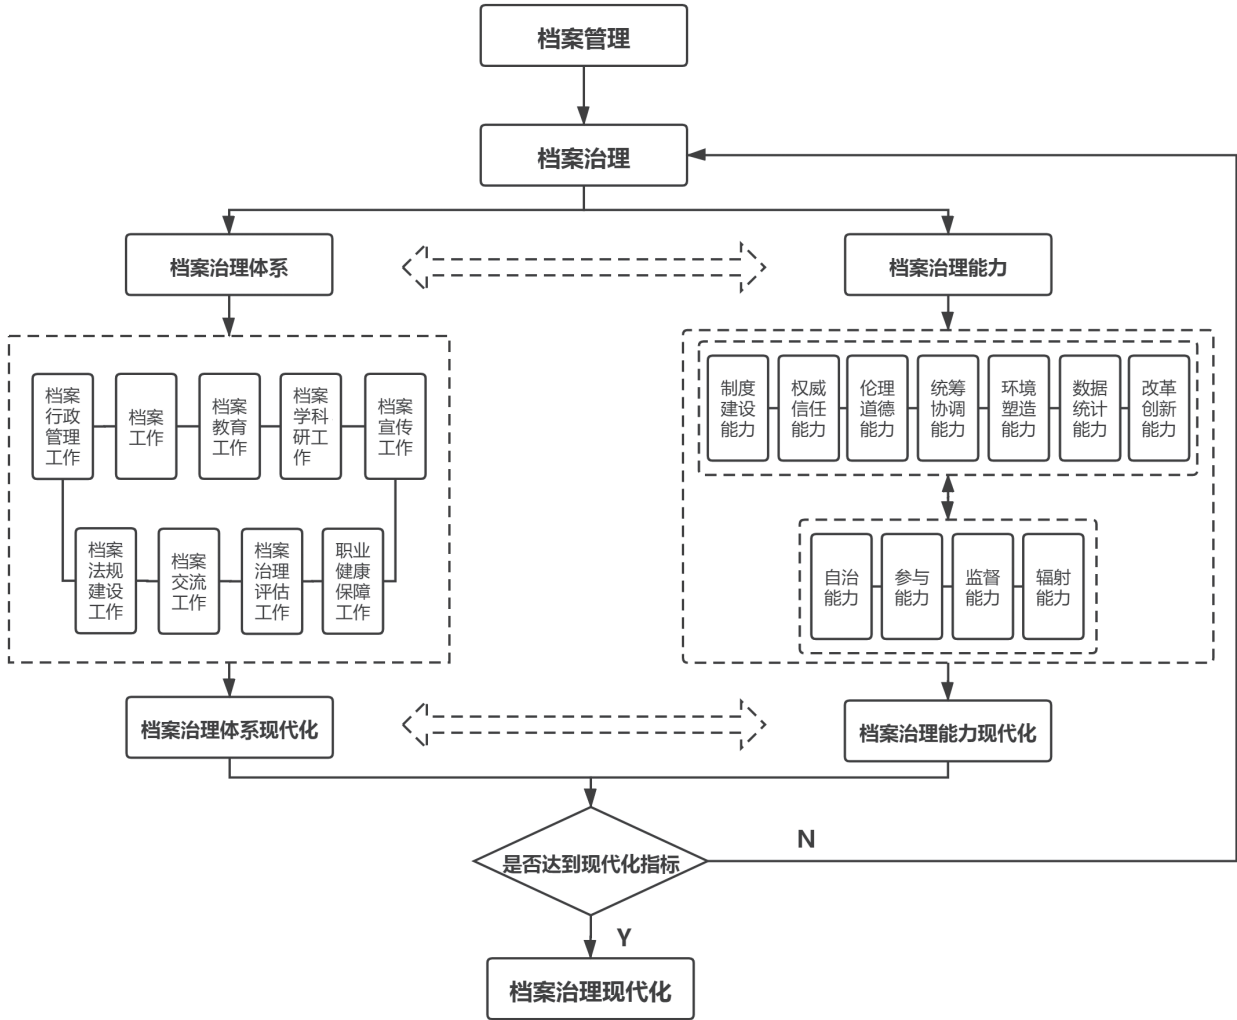 档案管理
档案治理
档案治理体系
档案治理能力
档案
行政
管理
工作
档案
工作
档案
教育
工作
档案
学科
研工
作
档案
宣传
工作
档案
法规
建设
工作
档案
交流
工作
档案
治理
评估
工作
职业
健康
保障
工作
制度
建设
能力
权威
信任
能力
伦理
道德
能力
统筹
协调
能力
环境
塑造
能力
数据
统计
能力
改革
创新
能力
自治
能力
参与
能力
监督
能力
辐射
能力
档案治理体系现代化
档案治理能力现代化
是否达到现代化指标
N
Y
档案治理现代化